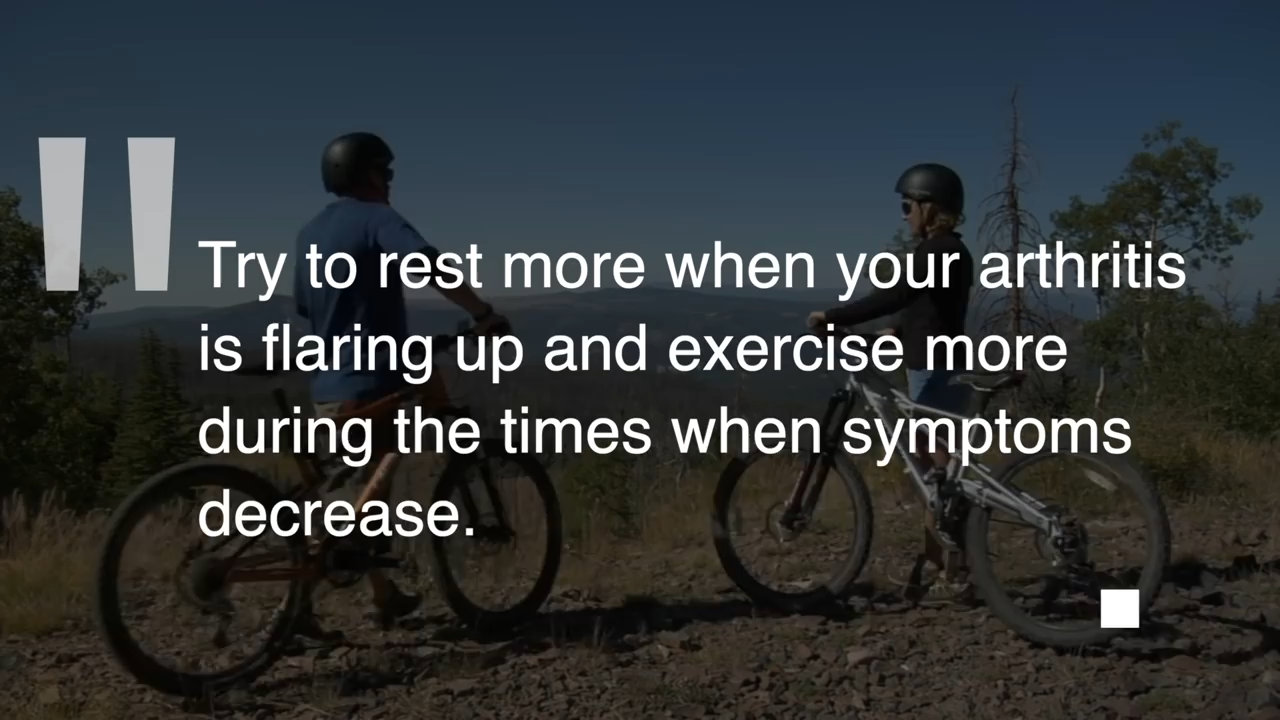 "
Try to rest more when your arthritis
is flaring up and exercise more
during the times when symptoms
decrease.